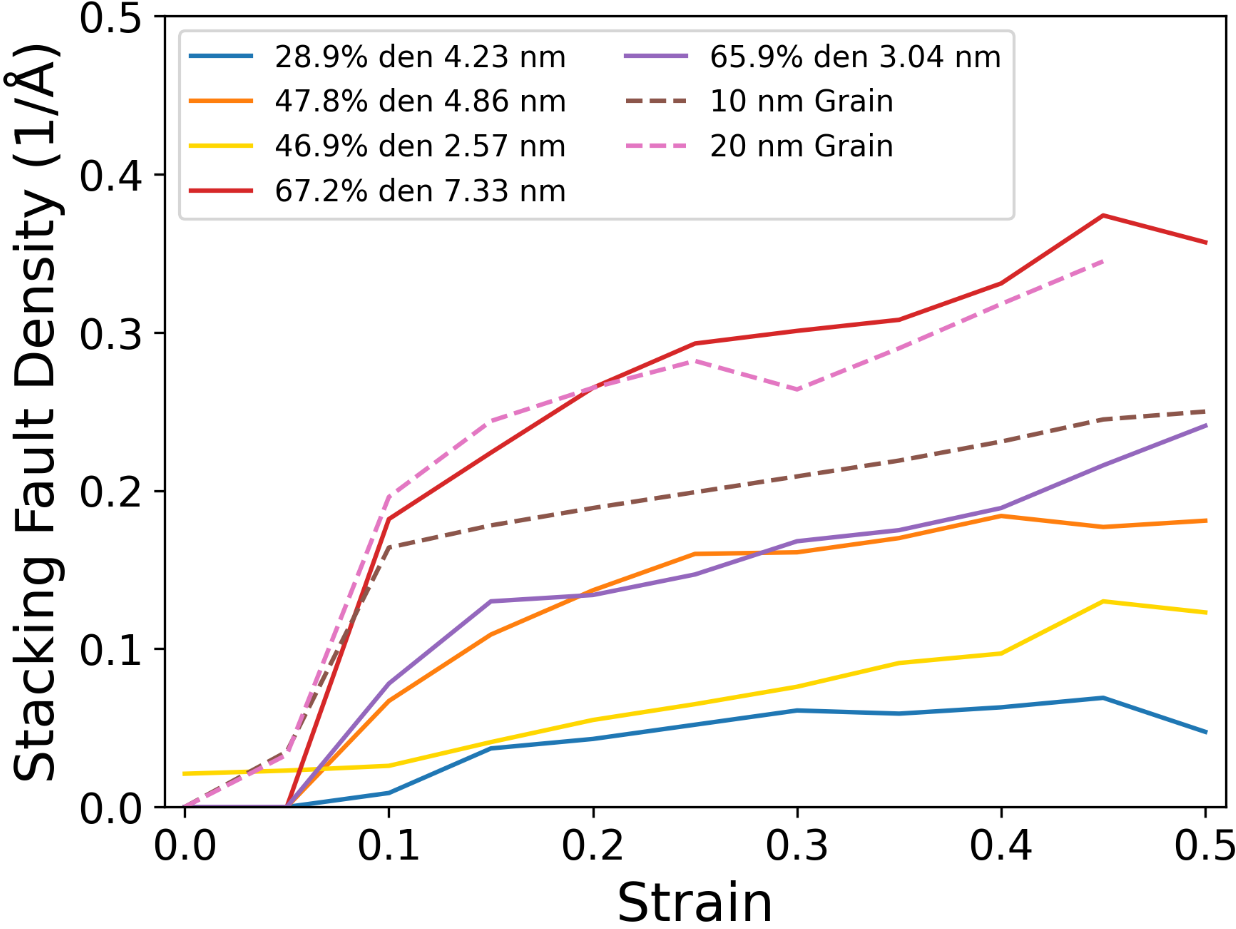 Stacking Fault Density (1/Å)
0.5
0.4
0.3
0.2
0.1
0.0
28.9% den 4.23 nm
47.8% den 4.86 nm
46.9% den 2.57 nm
67.2% den 7.33 nm
65.9% den 3.04 nm
10 nm Grain
20 nm Grain
0.0 0.1 0.2 0.3 0.4 0.5
Strain